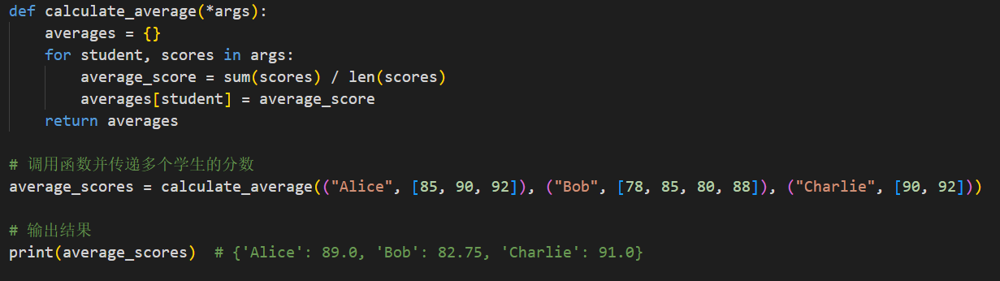 def calculate_average(*args):
    averages = {}
    for student, scores in args:
        average_score = sum(scores) / len(scores)
        averages[student] = average_score
    return averages
# 调用函数并传递多个学生的分数
average_scores = calculate_average(("Alice", [85, 90, 92]), ("Bob", [78, 85, 80, 88]), ("Charlie", [90, 92]))
# 输出结果
print(average_scores)  # {'Alice': 89.0, 'Bob': 82.75, 'Charlie': 91.0}